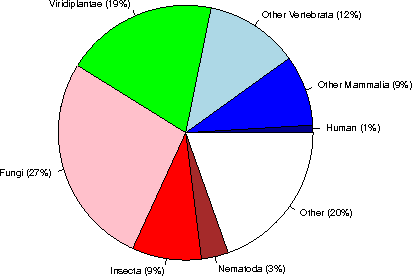 Viridiplantae (19%)
Other Vertebrata (12%)
Other Mammalia (9%)
Human (1%)
Fungi (27%)
Other (20%)
Insecta (9%)
Nematoda (3%)